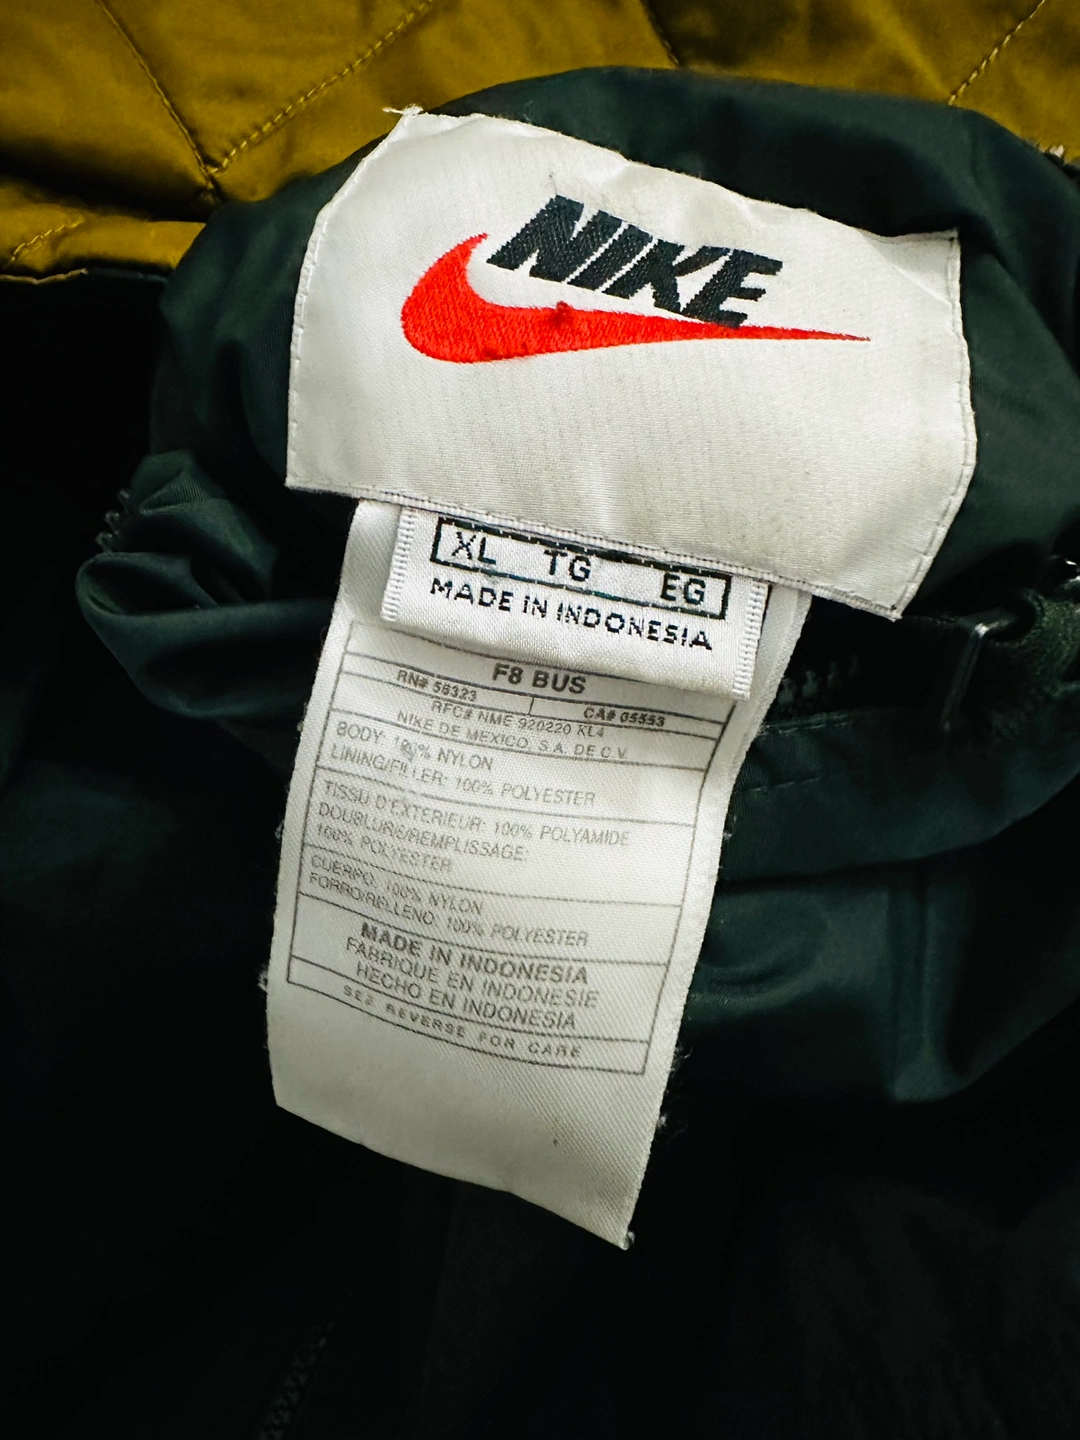 NIKE
XL TG EG
MADE IN INDONESIA
F8 BUS
RN# 56323 CA# 05553
RFC# NME 920220 KL4
NIKE DE MEXICO, S.A. DE C.V.
BODY: 100% NYLON
LINING/FILLER: 100% POLYESTER
TISSU D'EXTERIEUR: 100% POLYAMIDE
DOUBLURE/REMPLISSAGE:
100% POLYESTER
CUERPO: 100% NYLON
FORRO/RELLENO: 100% POLYESTER
MADE IN INDONESIA
FABRIQUE EN INDONESIE
HECHO EN INDONESIA
SEE REVERSE FOR CARE